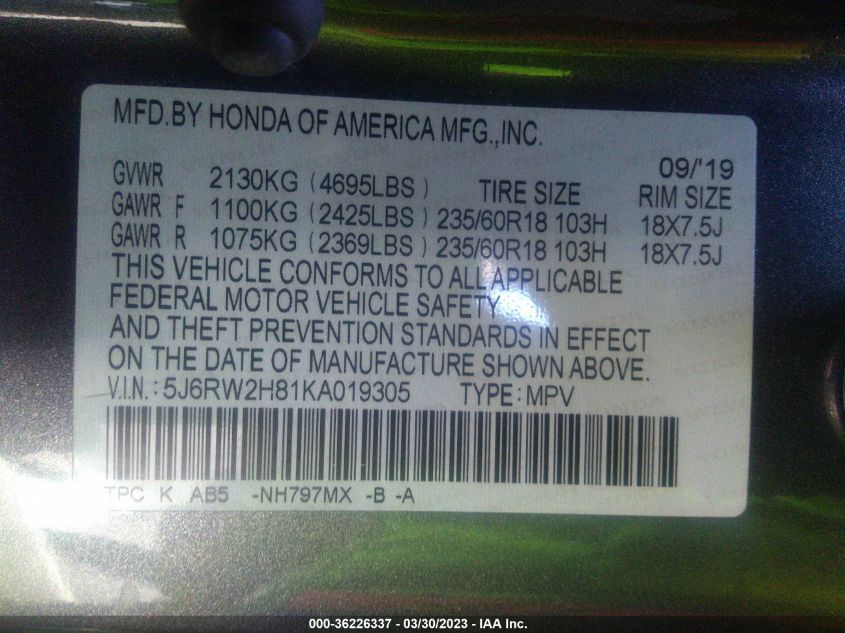 MFD.BY HONDA OF AMERICA MFG.,INC.
09/'19
GVWR 2130KG (4695LBS) TIRE SIZE RIM SIZE
GAWR F 1100KG (2425LBS) 235/60R18 103H 18X7.5J
GAWR R 1075KG (2369LBS) 235/60R18 103H 18X7.5J
THIS VEHICLE CONFORMS TO ALL APPLICABLE
FEDERAL MOTOR VEHICLE SAFETY
AND THEFT PREVENTION STANDARDS IN EFFECT
ON THE DATE OF MANUFACTURE SHOWN ABOVE.
V.I.N.: 5J6RW2H81KA019305 TYPE: MPV
TPC K AB5 -NH797MX -B -A
000-36226337 - 03/30/2023 - IAA Inc.